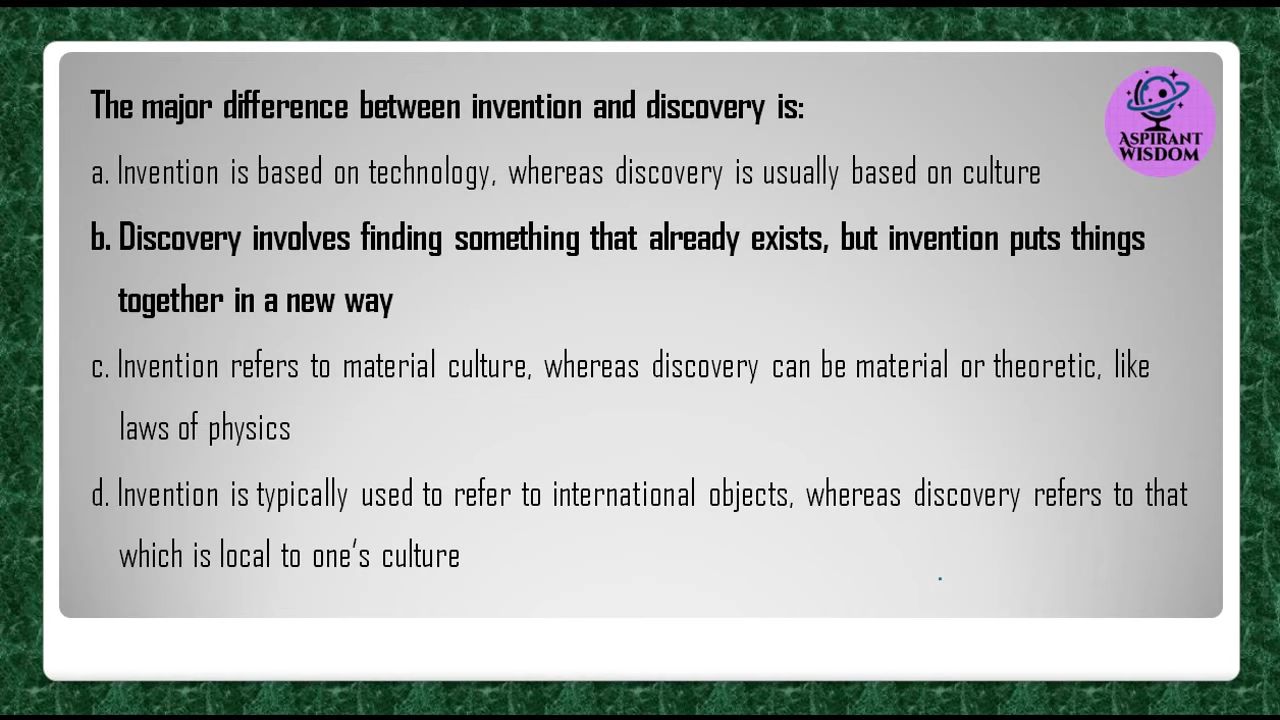 The major difference between invention and discovery is:
a. Invention is based on technology, whereas discovery is usually based on culture
b. Discovery involves finding something that already exists, but invention puts things
together in a new way
c. Invention refers to material culture, whereas discovery can be material or theoretic, like
laws of physics
d. Invention is typically used to refer to international objects, whereas discovery refers to that
which is local to one’s culture
ASPIRANT
WISDOM